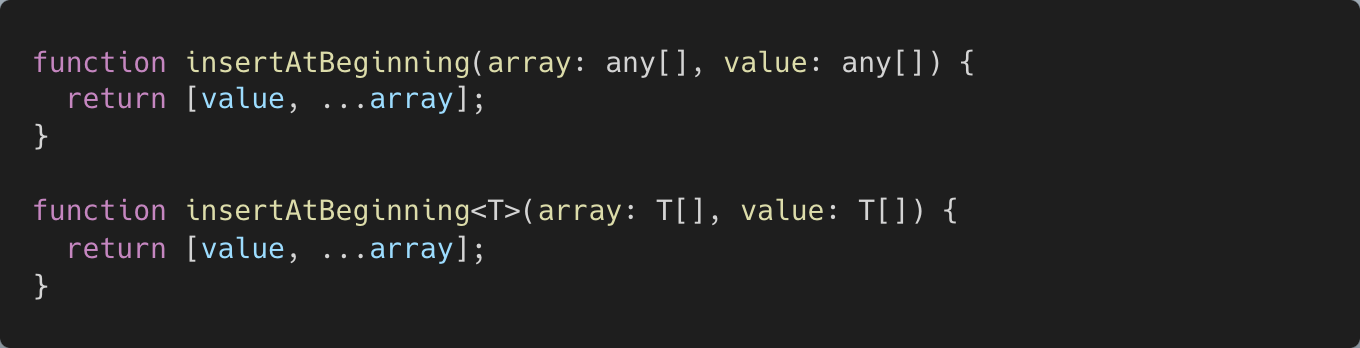 function insertAtBeginning(array: any[], value: any[]) {
  return [value, ...array];
}

function insertAtBeginning<T>(array: T[], value: T[]) {
  return [value, ...array];
}